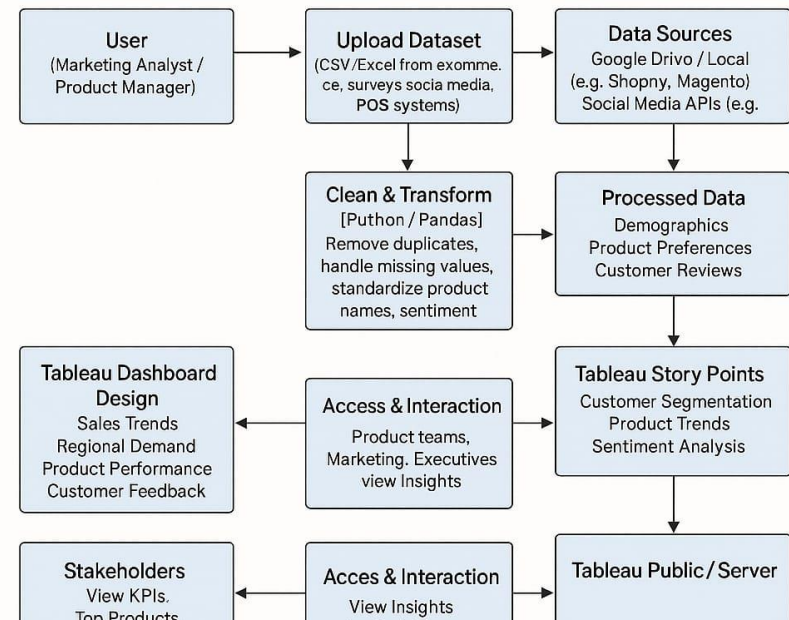 User
(Marketing Analyst /
Product Manager)
Upload Dataset
(CSV/Excel from exomme.
ce, surveys socia media,
POS systems)
Data Sources
Google Drivo / Local
(e.g. Shopny, Magento)
Social Media APIs (e.g.
Clean & Transform
[Puthon / Pandas]
Remove duplicates,
handle missing values,
standardize product
names, sentiment
Processed Data
Demographics
Product Preferences
Customer Reviews
Tableau Dashboard
Design
Sales Trends
Regional Demand
Product Performance
Customer Feedback
Access & Interaction
Product teams,
Marketing. Executives
view Insights
Tableau Story Points
Customer Segmentation
Product Trends
Sentiment Analysis
Stakeholders
View KPIs.
Top Products
Acces & Interaction
View Insights
Tableau Public / Server